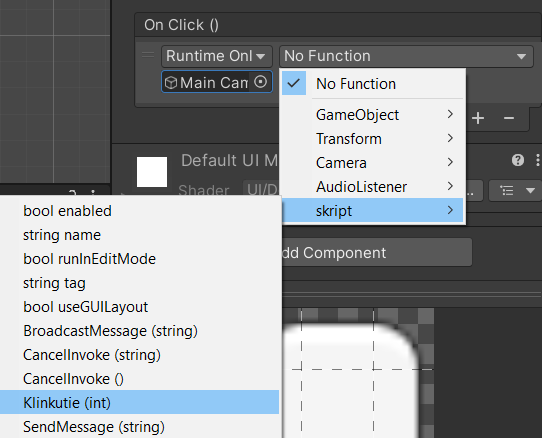 On Click ()
Runtime Onl
No Function
Main Cam
No Function
GameObject
Transform
Camera
AudioListener
skript
Default UI M
Shader
UI/D
dd Component
bool enabled
string name
bool runInEditMode
string tag
bool useGUILayout
BroadcastMessage (string)
CancelInvoke (string)
CancelInvoke ()
Klinkutie (int)
SendMessage (string)